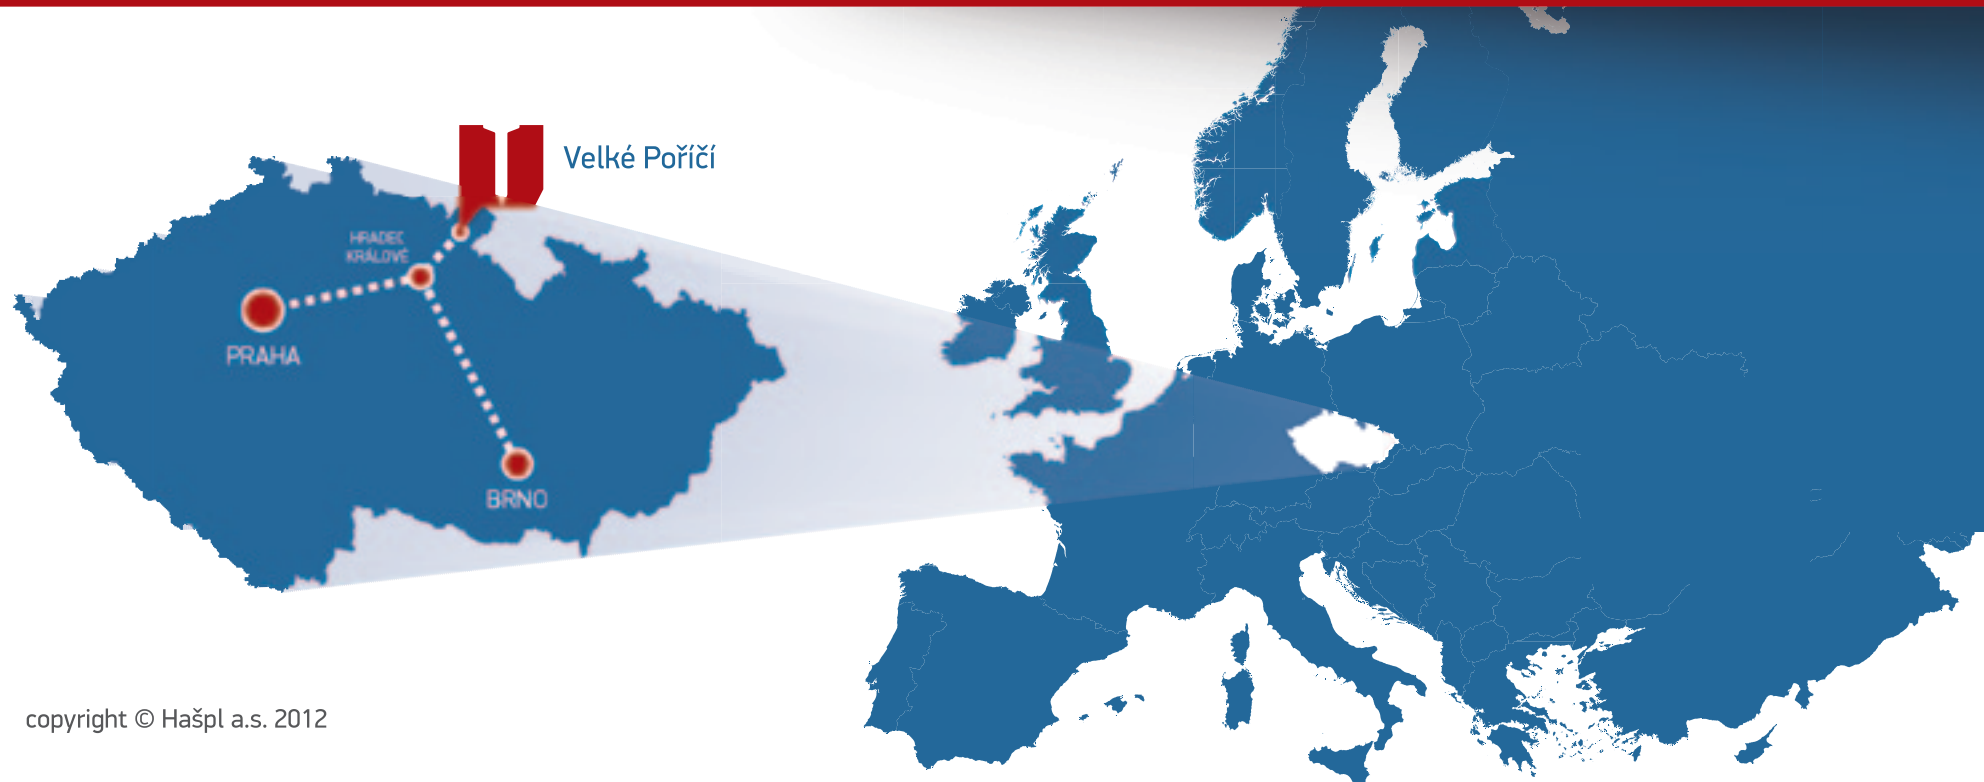 Velké Poříčí
HRADEC
KRÁLOVÉ
PRAHA
BRNO
copyright © Hašpl a.s. 2012